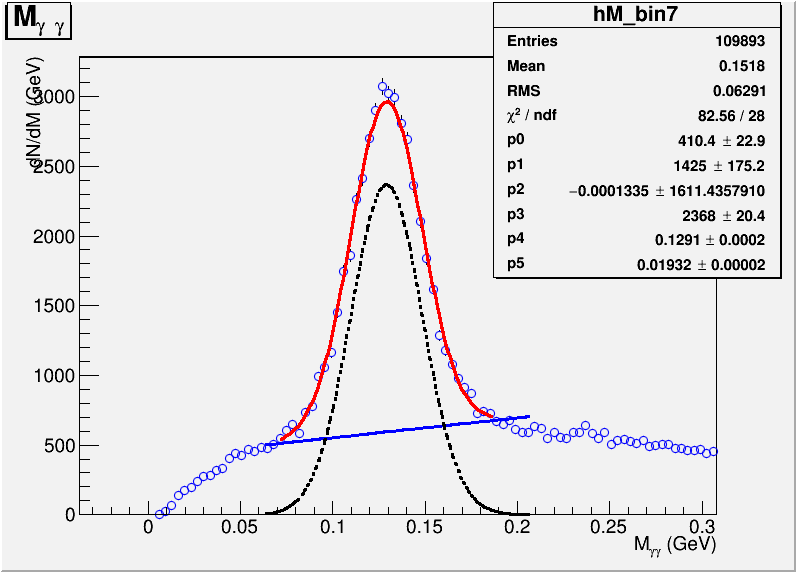 M_γ γ
hM_bin7
Entries 109893
Mean 0.1518
RMS 0.06291
χ² / ndf 82.56 / 28
p0 410.4 ± 22.9
p1 1425 ± 175.2
p2 −0.0001335 ± 1611.4357910
p3 2368 ± 20.4
p4 0.1291 ± 0.0002
p5 0.01932 ± 0.00002
dN/dM (GeV)
3000
2500
2000
1500
1000
500
0
0 0.05 0.1 0.15 0.2 0.25 0.3
M_γγ (GeV)